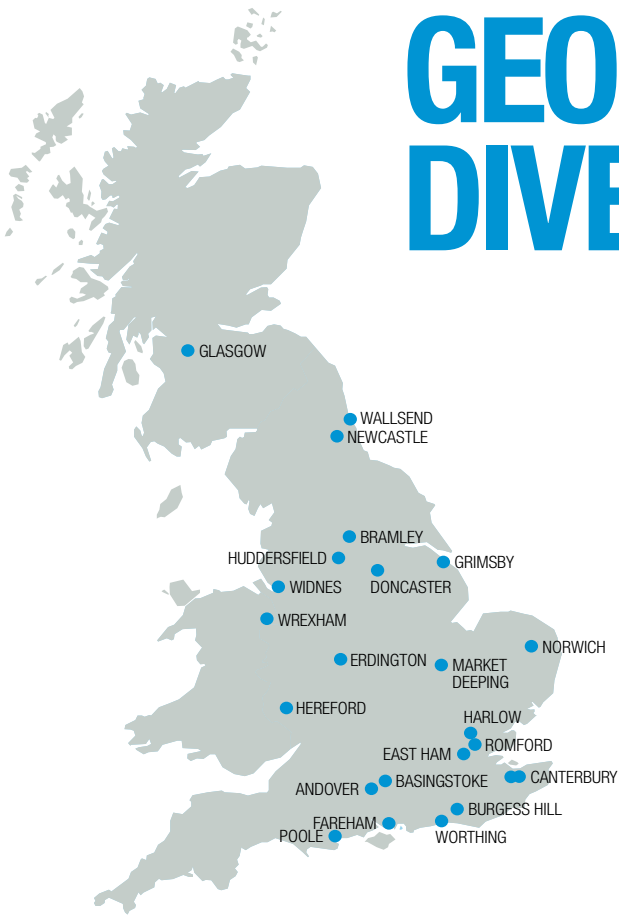 GEO
DIVE
GLASGOW
WALLSEND
NEWCASTLE
BRAMLEY
HUDDERSFIELD
GRIMSBY
DONCASTER
WIDNES
WREXHAM
NORWICH
ERDINGTON
MARKET
DEEPING
HEREFORD
HARLOW
ROMFORD
EAST HAM
CANTERBURY
BASINGSTOKE
ANDOVER
BURGESS HILL
FAREHAM
POOLE
WORTHING